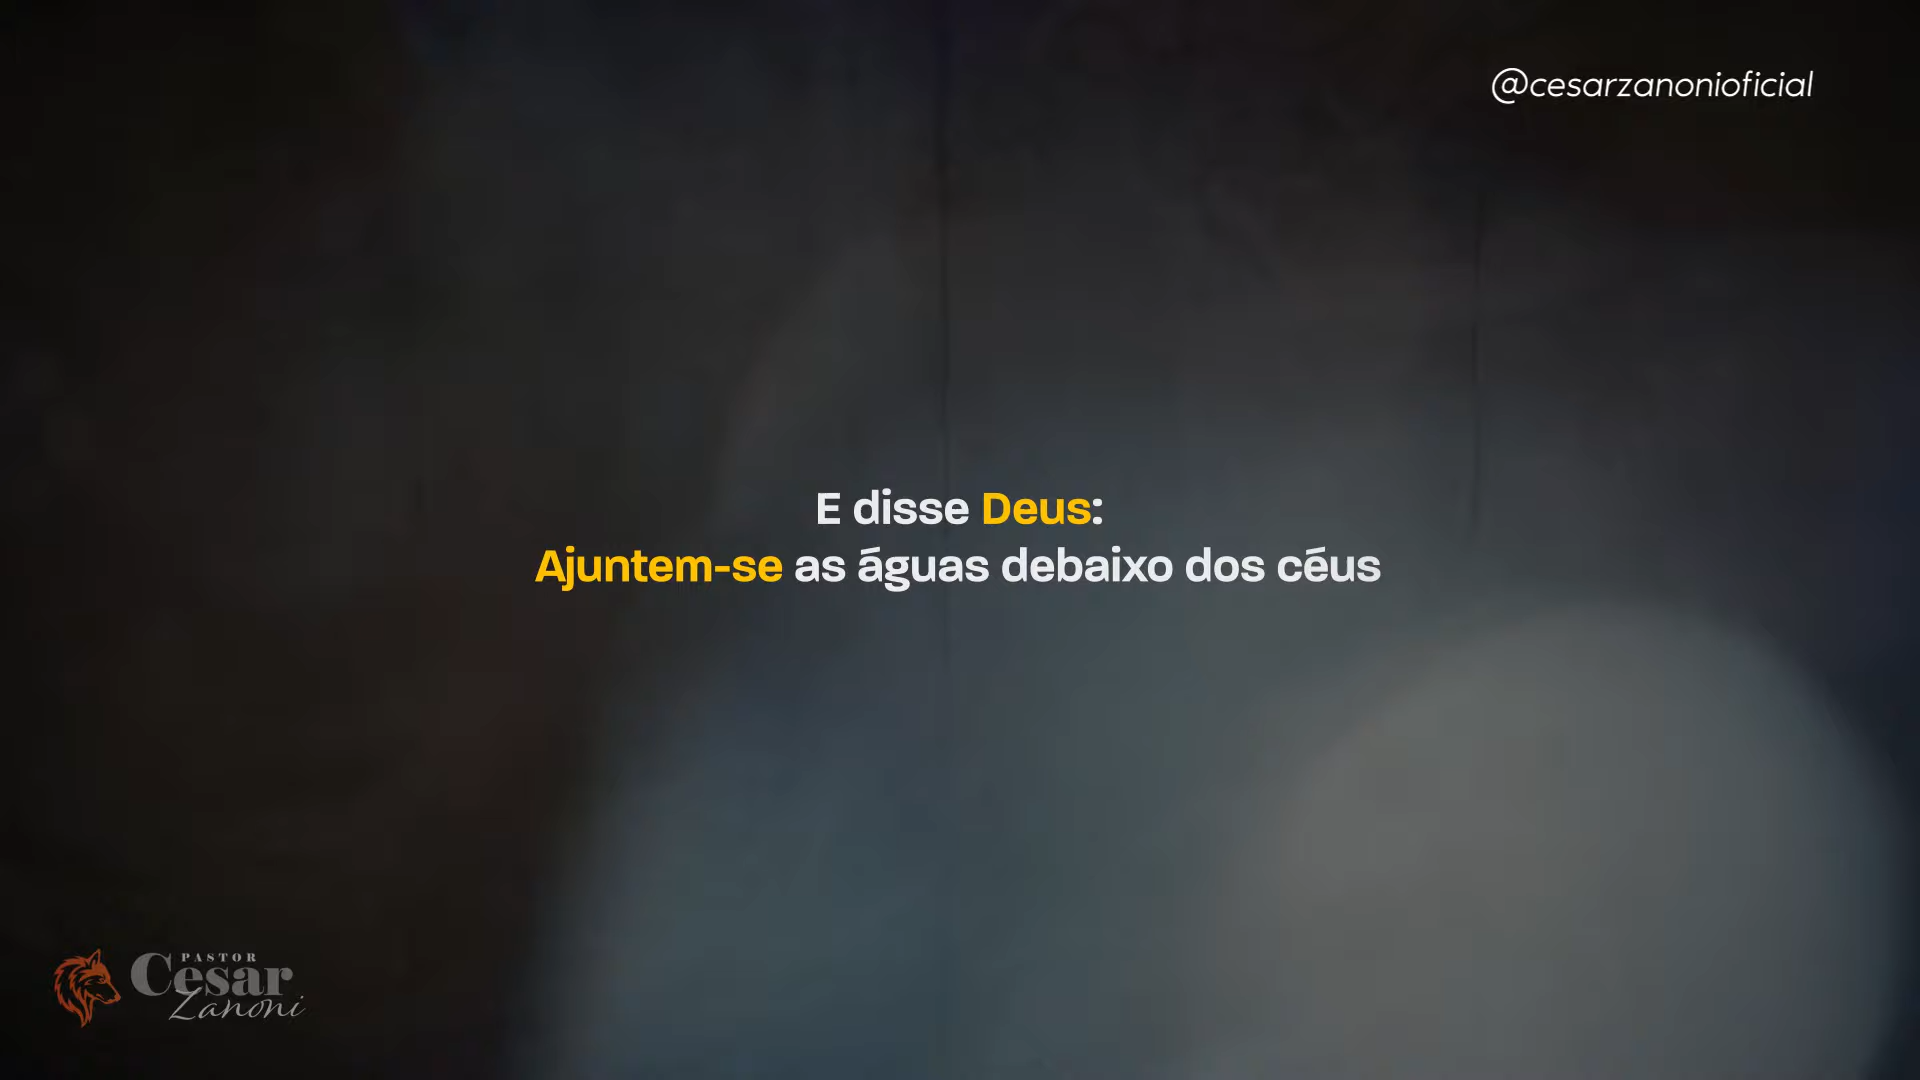 @cesarzanonioficial
E disse Deus:
Ajuntem-se as águas debaixo dos céus
PASTOR
Cesar
Zanoni